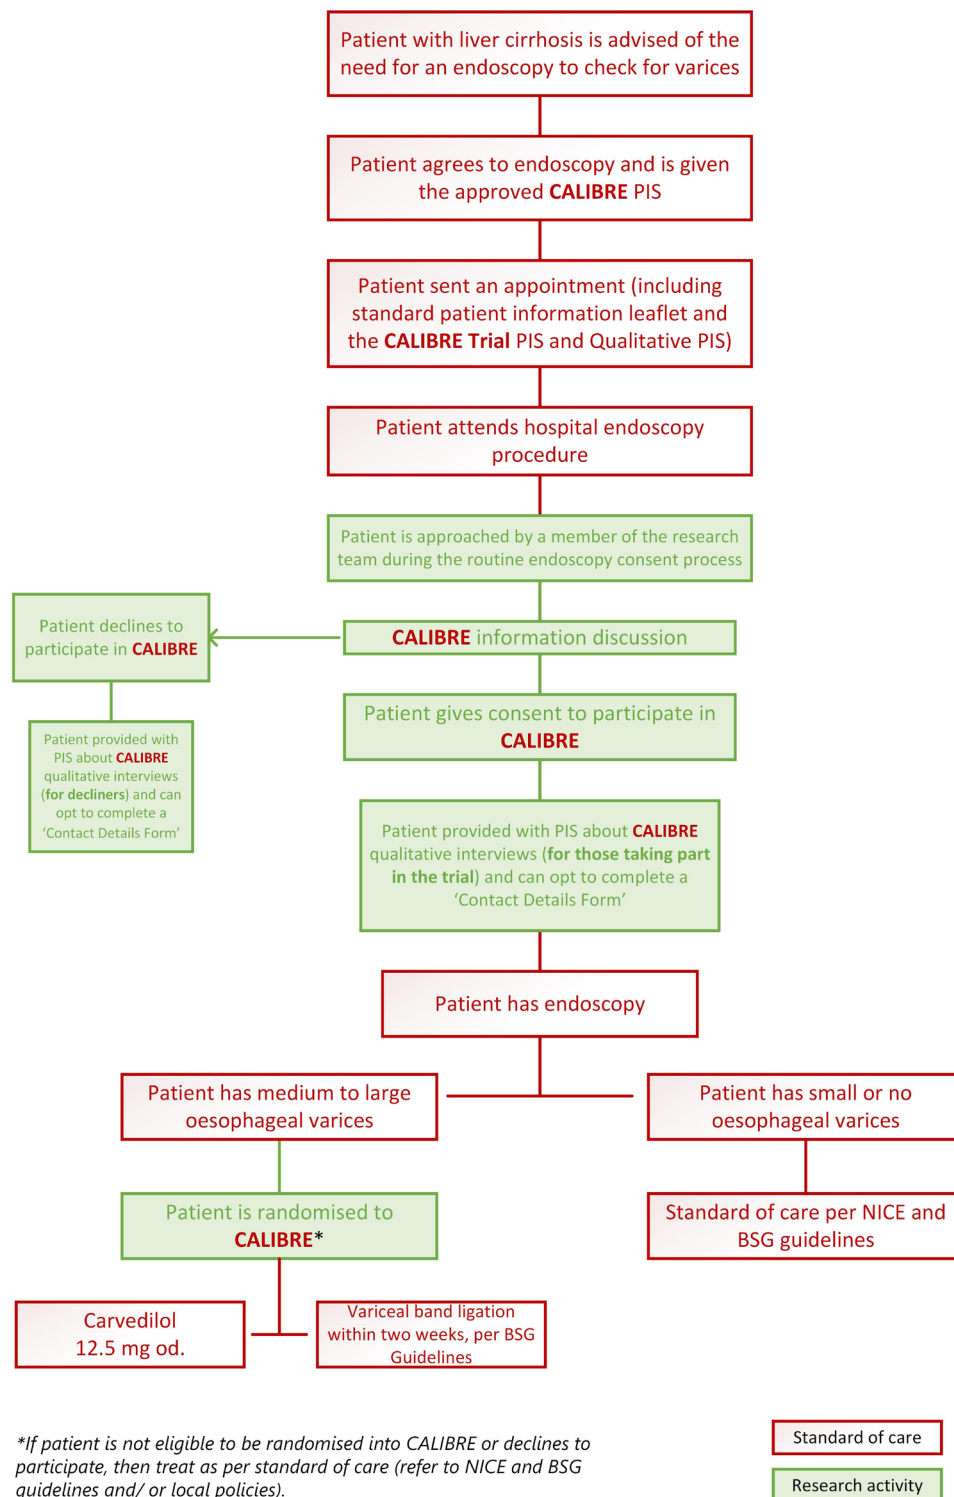 Patient with liver cirrhosis is advised of the
need for an endoscopy to check for varices
Patient agrees to endoscopy and is given
the approved CALIBRE PIS
Patient sent an appointment (including
standard patient information leaflet and
the CALIBRE Trial PIS and Qualitative PIS)
Patient attends hospital endoscopy
procedure
Patient is approached by a member of the research
team during the routine endoscopy consent process
CALIBRE information discussion
Patient declines to
participate in CALIBRE
Patient provided with
PIS about CALIBRE
qualitative interviews
(for decliners) and can
opt to complete a
‘Contact Details Form’
Patient gives consent to participate in
CALIBRE
Patient provided with PIS about CALIBRE
qualitative interviews (for those taking part
in the trial) and can opt to complete a
‘Contact Details Form’
Patient has endoscopy
Patient has medium to large
oesophageal varices
Patient has small or no
oesophageal varices
Patient is randomised to
CALIBRE*
Standard of care per NICE and
BSG guidelines
Carvedilol
12.5 mg od.
Variceal band ligation
within two weeks, per BSG
Guidelines
*If patient is not eligible to be randomised into CALIBRE or declines to
participate, then treat as per standard of care (refer to NICE and BSG
guidelines and/ or local policies).
Standard of care
Research activity